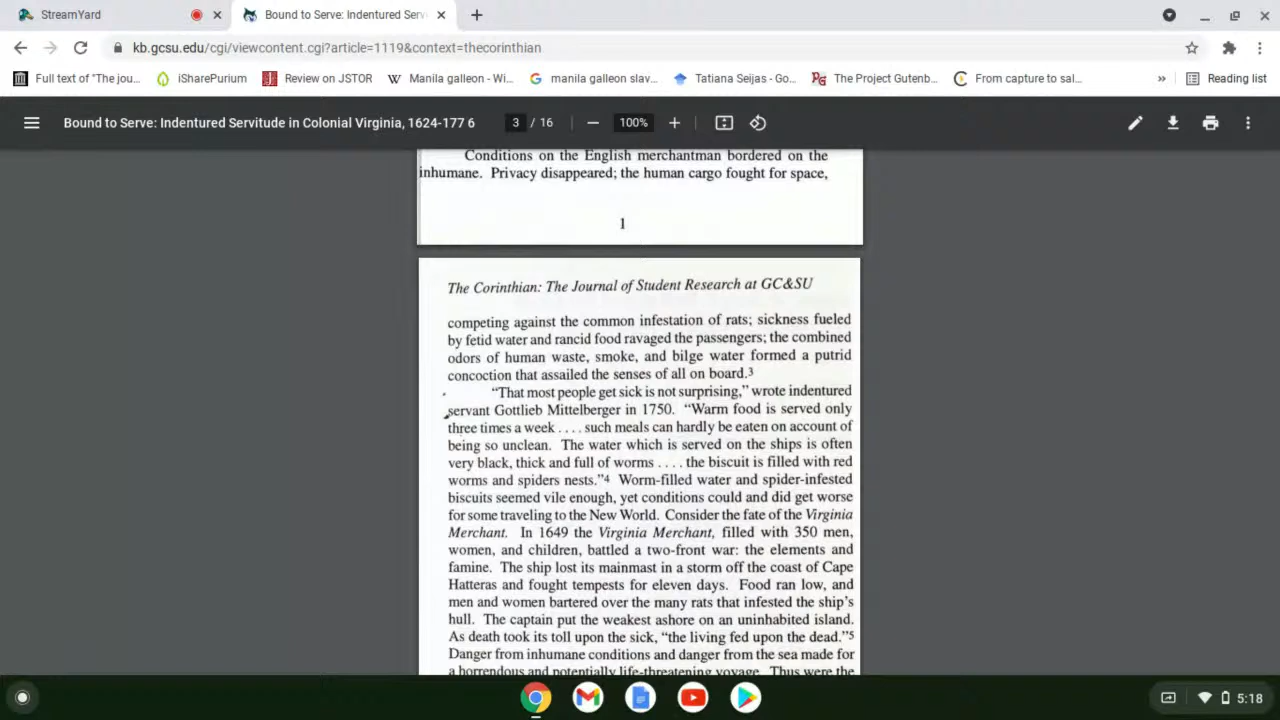 StreamYard
Bound to Serve: Indentured Serv
kb.gcsu.edu/cgi/viewcontent.cgi?article=1119&context=thecorinthian
Full text of "The jou...
iSharePurium
Review on JSTOR
Manila galleon - Wi...
manila galleon slav...
Tatiana Seijas - Go...
The Project Gutenb...
From capture to sal...
»
Reading list
Bound to Serve: Indentured Servitude in Colonial Virginia, 1624-177 6
3 / 16
100%
Conditions on the English merchantman bordered on the
inhumane. Privacy disappeared; the human cargo fought for space,
1
The Corinthian: The Journal of Student Research at GC&SU
competing against the common infestation of rats; sickness fueled
by fetid water and rancid food ravaged the passengers; the combined
odors of human waste, smoke, and bilge water formed a putrid
concoction that assailed the senses of all on board.3
“That most people get sick is not surprising,” wrote indentured
servant Gottlieb Mittelberger in 1750. “Warm food is served only
three times a week . . . . such meals can hardly be eaten on account of
being so unclean. The water which is served on the ships is often
very black, thick and full of worms . . . . the biscuit is filled with red
worms and spiders nests.”4 Worm-filled water and spider-infested
biscuits seemed vile enough, yet conditions could and did get worse
for some traveling to the New World. Consider the fate of the Virginia
Merchant. In 1649 the Virginia Merchant, filled with 350 men,
women, and children, battled a two-front war: the elements and
famine. The ship lost its mainmast in a storm off the coast of Cape
Hatteras and fought tempests for eleven days. Food ran low, and
men and women bartered over the many rats that infested the ship's
hull. The captain put the weakest ashore on an uninhabited island.
As death took its toll upon the sick, “the living fed upon the dead.”5
Danger from inhumane conditions and danger from the sea made for
a horrendous and potentially life-threatening voyage. Thus were the
5:18